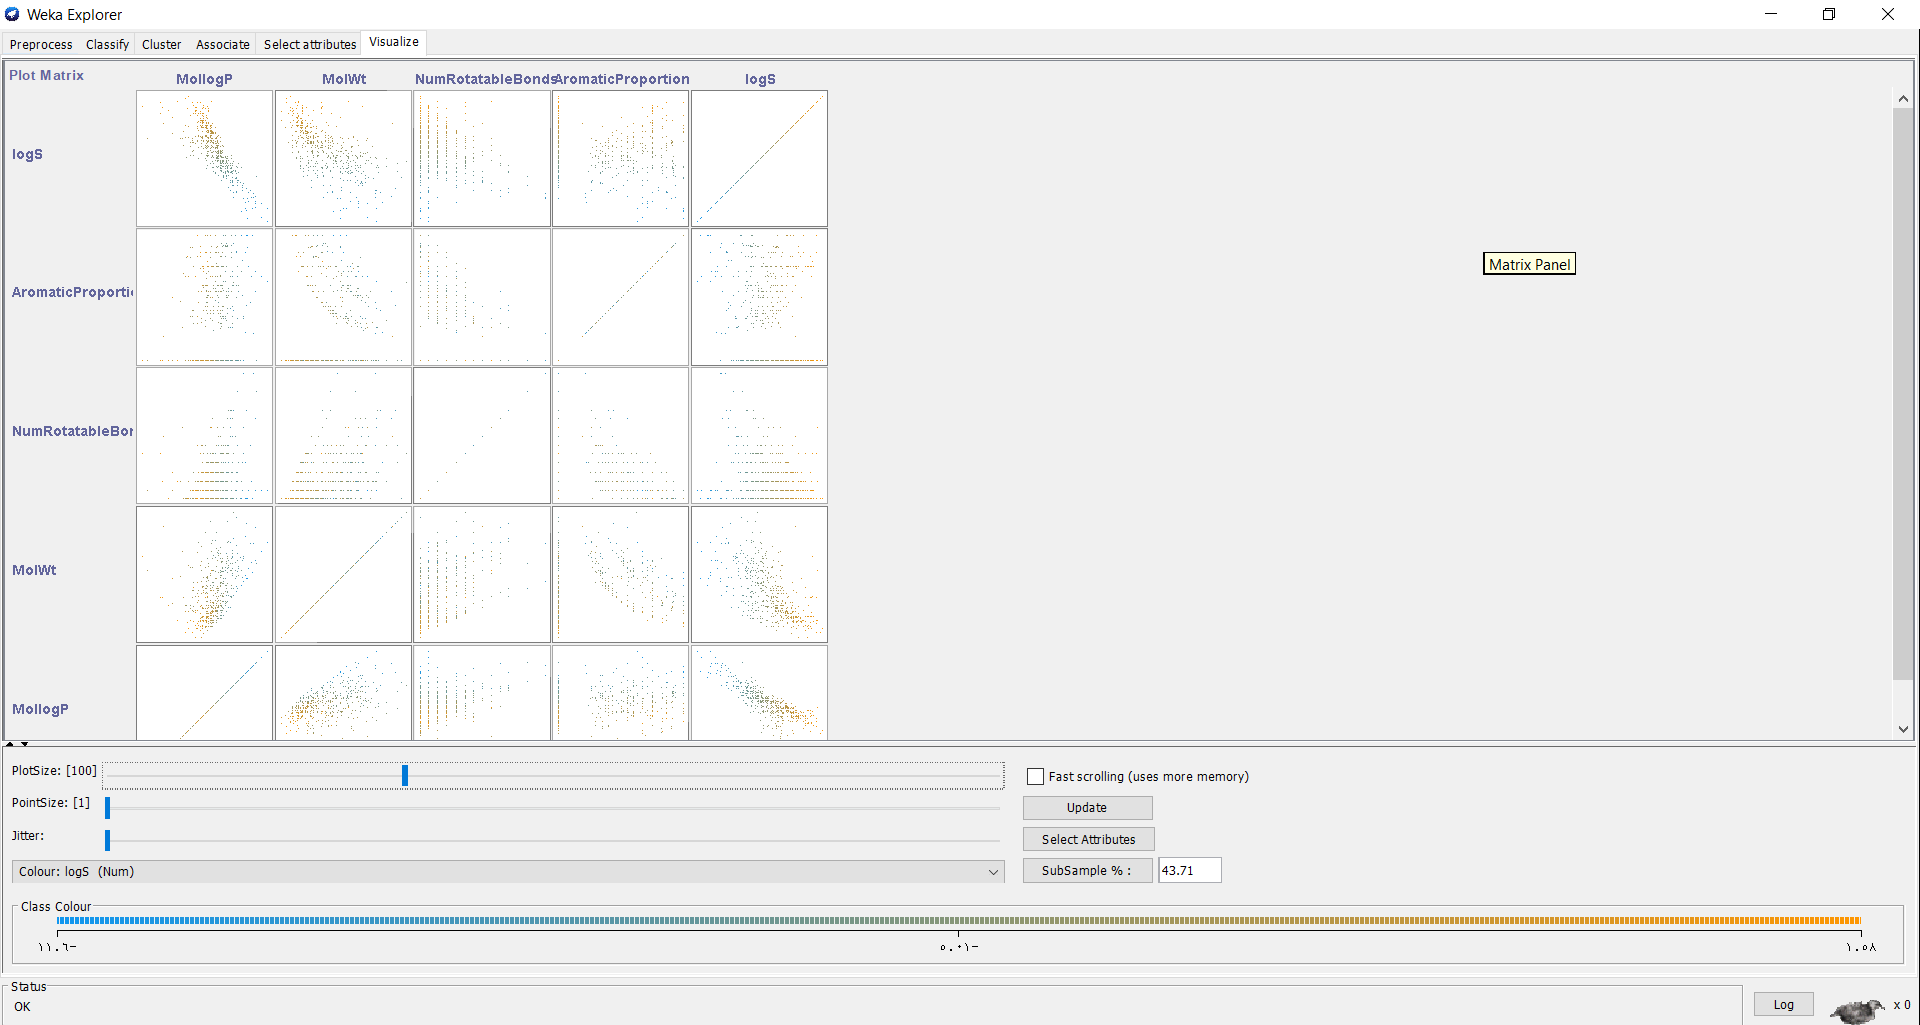 Weka Explorer
Preprocess Classify Cluster Associate Select attributes Visualize
Plot Matrix MollogP MolWt NumRotatableBonds AromaticProportion logS
logS
Matrix Panel
AromaticProporti
NumRotatableBor
MolWt
MollogP
PlotSize: [100]
Fast scrolling (uses more memory)
PointSize: [1]
Update
Jitter:
Select Attributes
Colour: logS (Num)
SubSample % : 43.71
Class Colour
١١.٦- ٥.٠١- ١.٥٨
Status
OK
Log x 0